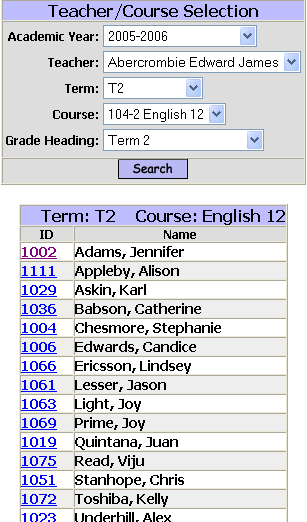 Teacher/Course Selection
Academic Year: 2005-2006
Teacher: Abercrombie Edward James
Term: T2
Course: 104-2 English 12
Grade Heading: Term 2
Search
Term: T2 Course: English 12
ID Name
1002 Adams, Jennifer
1111 Appleby, Alison
1029 Askin, Karl
1036 Babson, Catherine
1004 Chesmore, Stephanie
1006 Edwards, Candice
1066 Ericsson, Lindsey
1061 Lesser, Jason
1063 Light, Joy
1069 Prime, Joy
1019 Quintana, Juan
1075 Read, Viju
1051 Stanhope, Chris
1072 Toshiba, Kelly
1023 Underhill, Alex